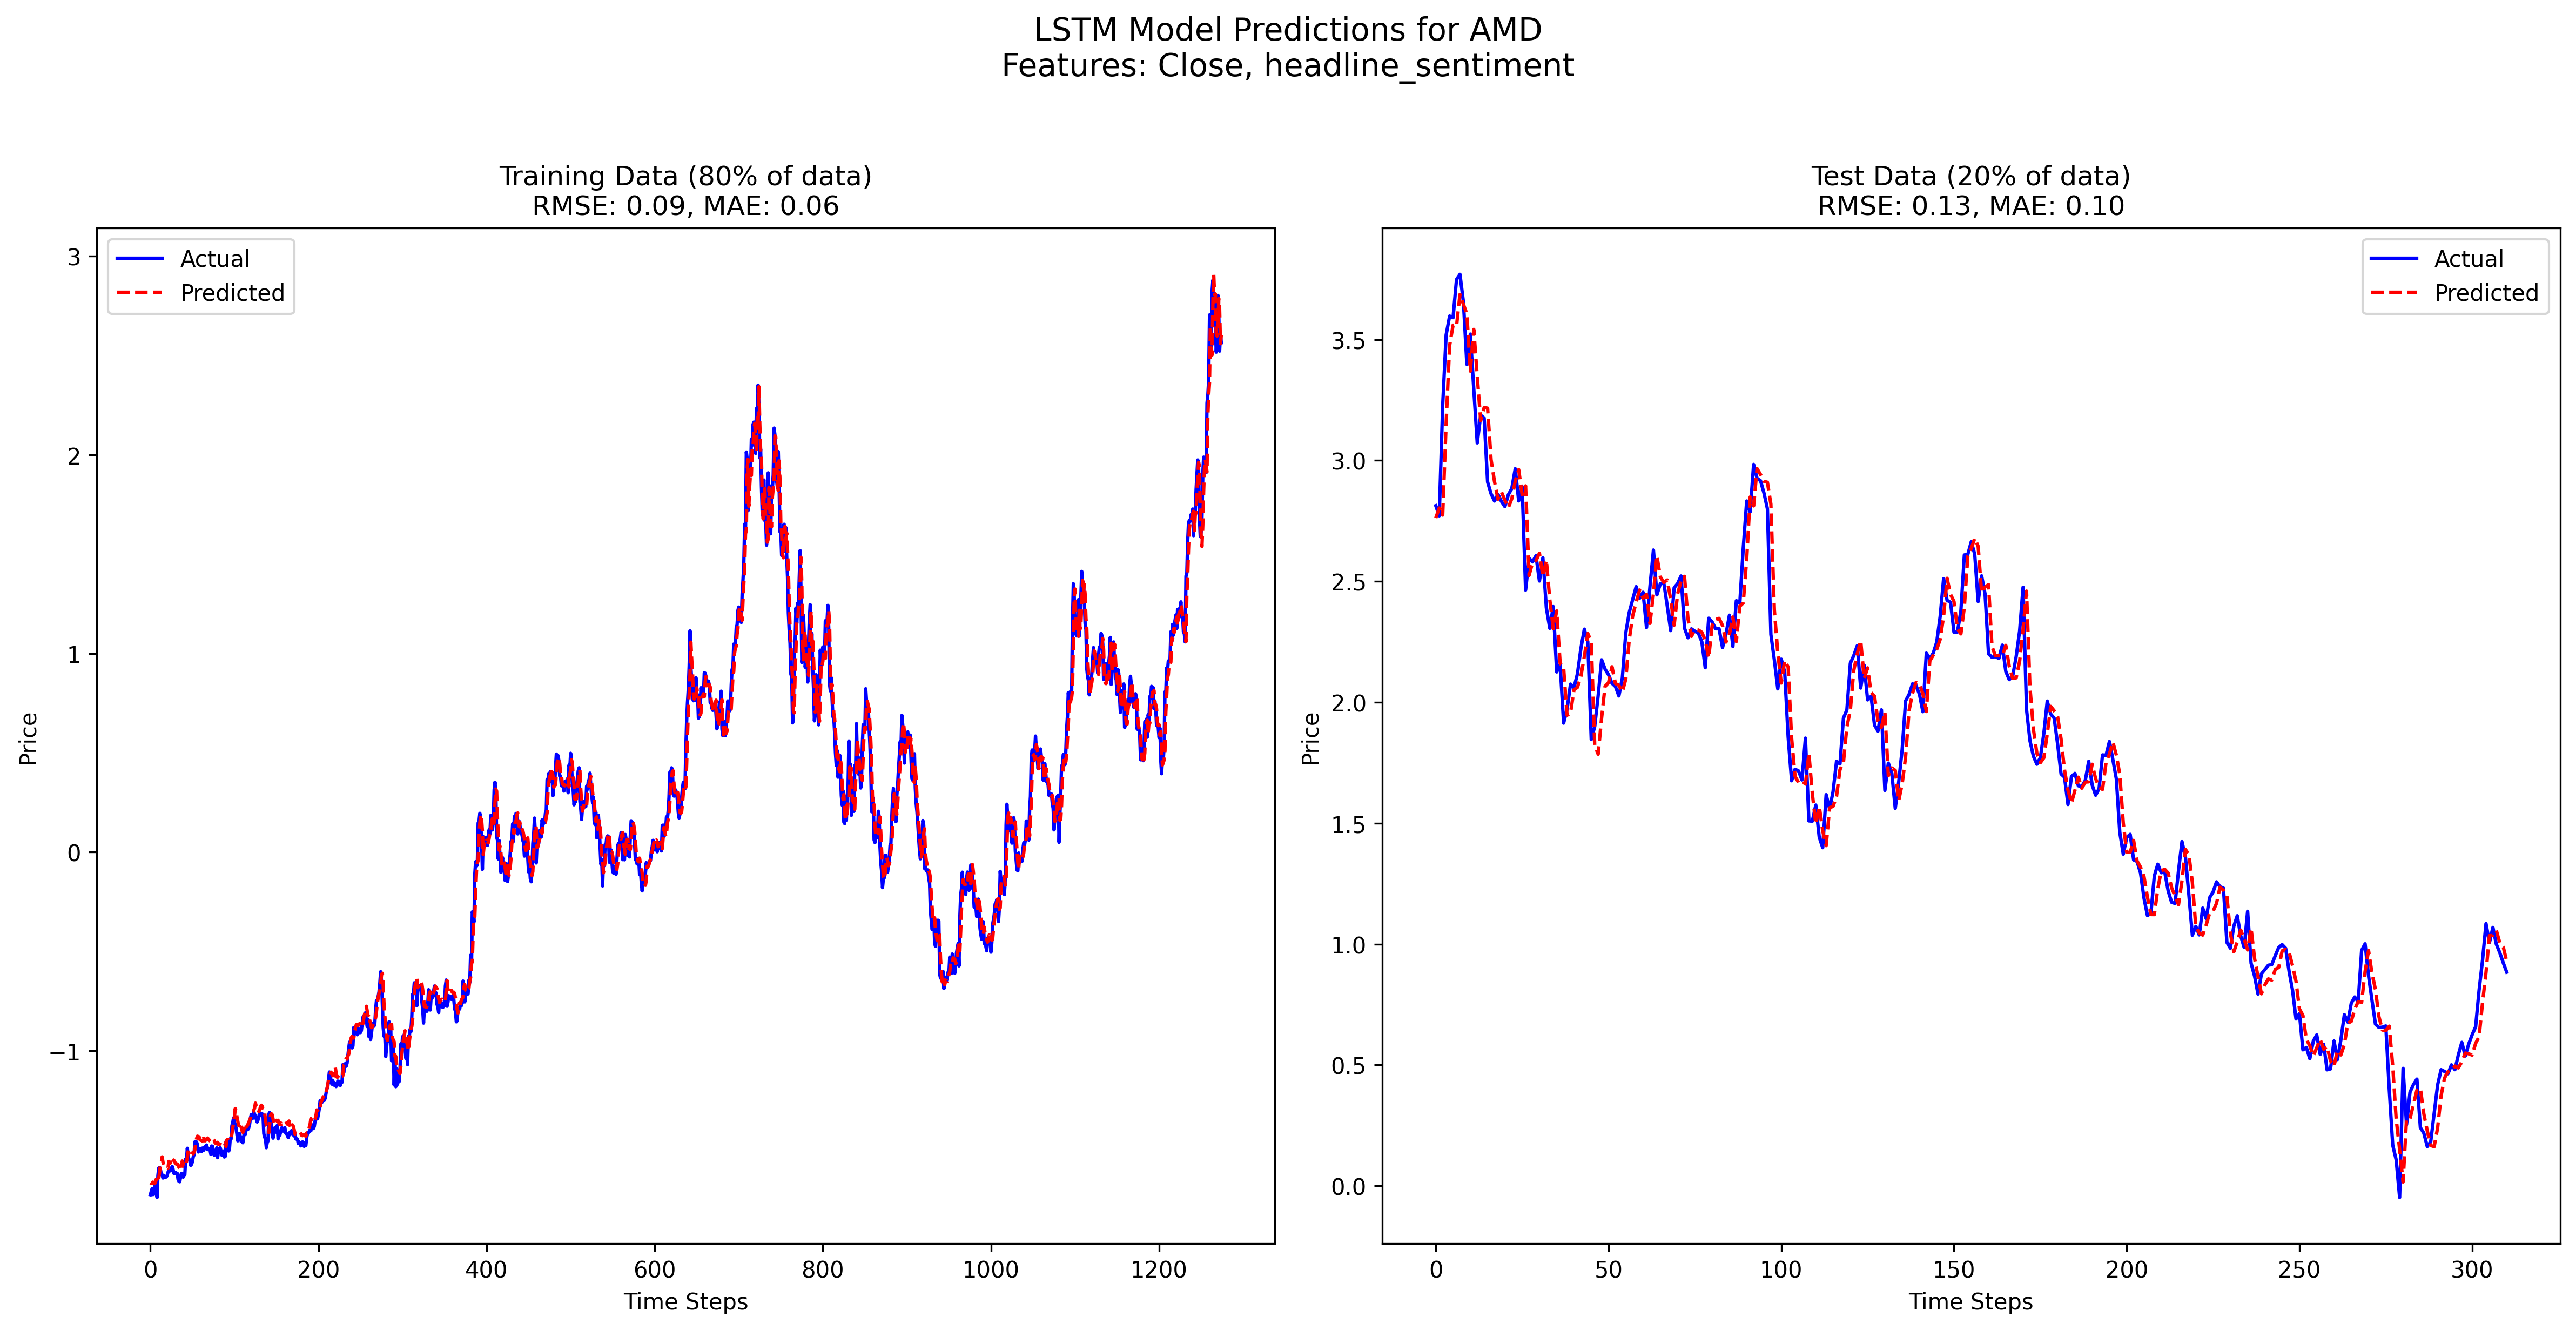 LSTM Model Predictions for AMD
Features: Close, headline_sentiment
Training Data (80% of data)
RMSE: 0.09, MAE: 0.06
Actual
Predicted
Price
3
2
1
0
−1
0 200 400 600 800 1000 1200
Time Steps
Test Data (20% of data)
RMSE: 0.13, MAE: 0.10
Actual
Predicted
Price
3.5
3.0
2.5
2.0
1.5
1.0
0.5
0.0
0 50 100 150 200 250 300
Time Steps